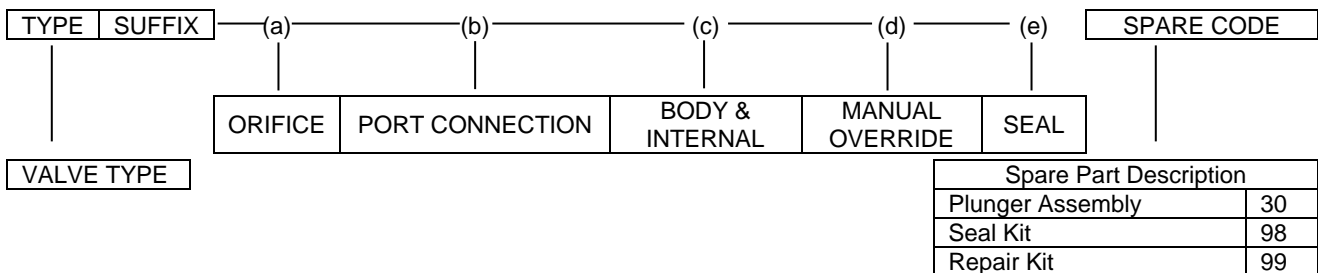 TYPE SUFFIX (a) (b) (c) (d) (e) SPARE CODE
ORIFICE PORT CONNECTION BODY & INTERNAL MANUAL OVERRIDE SEAL
VALVE TYPE
Spare Part Description
Plunger Assembly 30
Seal Kit 98
Repair Kit 99